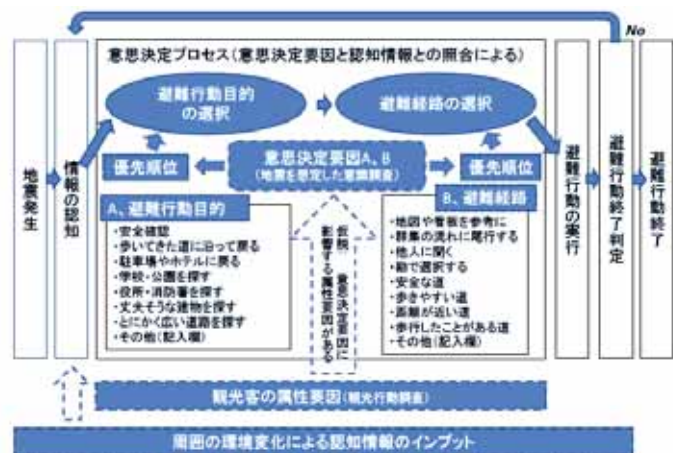 No
意思決定プロセス(意思決定要因と認知情報との照合による)
避難行動目的
の選択
避難経路の選択
地震発生
情報の認知
優先順位
意思決定要因A、B
(地震を想定した意識調査)
優先順位
A、避難行動目的
・安全確認
・歩いてきた道に沿って戻る
・駐車場やホテルに戻る
・学校・公園を探す
・役所・消防署を探す
・丈夫そうな建物を探す
・とにかく広い道路を探す
・その他(記入欄)
仮説：意思決定要因に
影響する属性要因がある
B、避難経路
・地図や看板を参考に
・群集の流れに尾行する
・他人に聞く
・勘で選択する
・安全な道
・歩きやすい道
・距離が近い道
・歩行したことがある道
・その他(記入欄)
避難行動の実行
避難行動終了判定
避難行動終了
観光客の属性要因(観光行動調査)
周囲の環境変化による認知情報のインプット